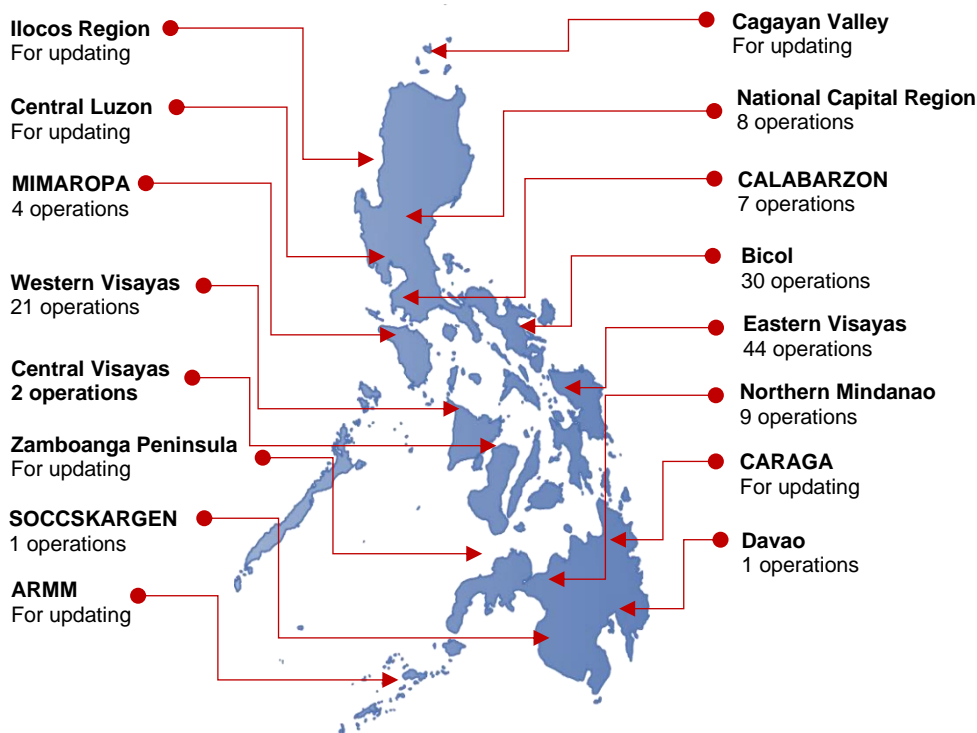 Ilocos Region
For updating
Central Luzon
For updating
MIMAROPA
4 operations
Western Visayas
21 operations
Central Visayas
2 operations
Zamboanga Peninsula
For updating
SOCCSKARGEN
1 operations
ARMM
For updating
Cagayan Valley
For updating
National Capital Region
8 operations
CALABARZON
7 operations
Bicol
30 operations
Eastern Visayas
44 operations
Northern Mindanao
9 operations
CARAGA
For updating
Davao
1 operations